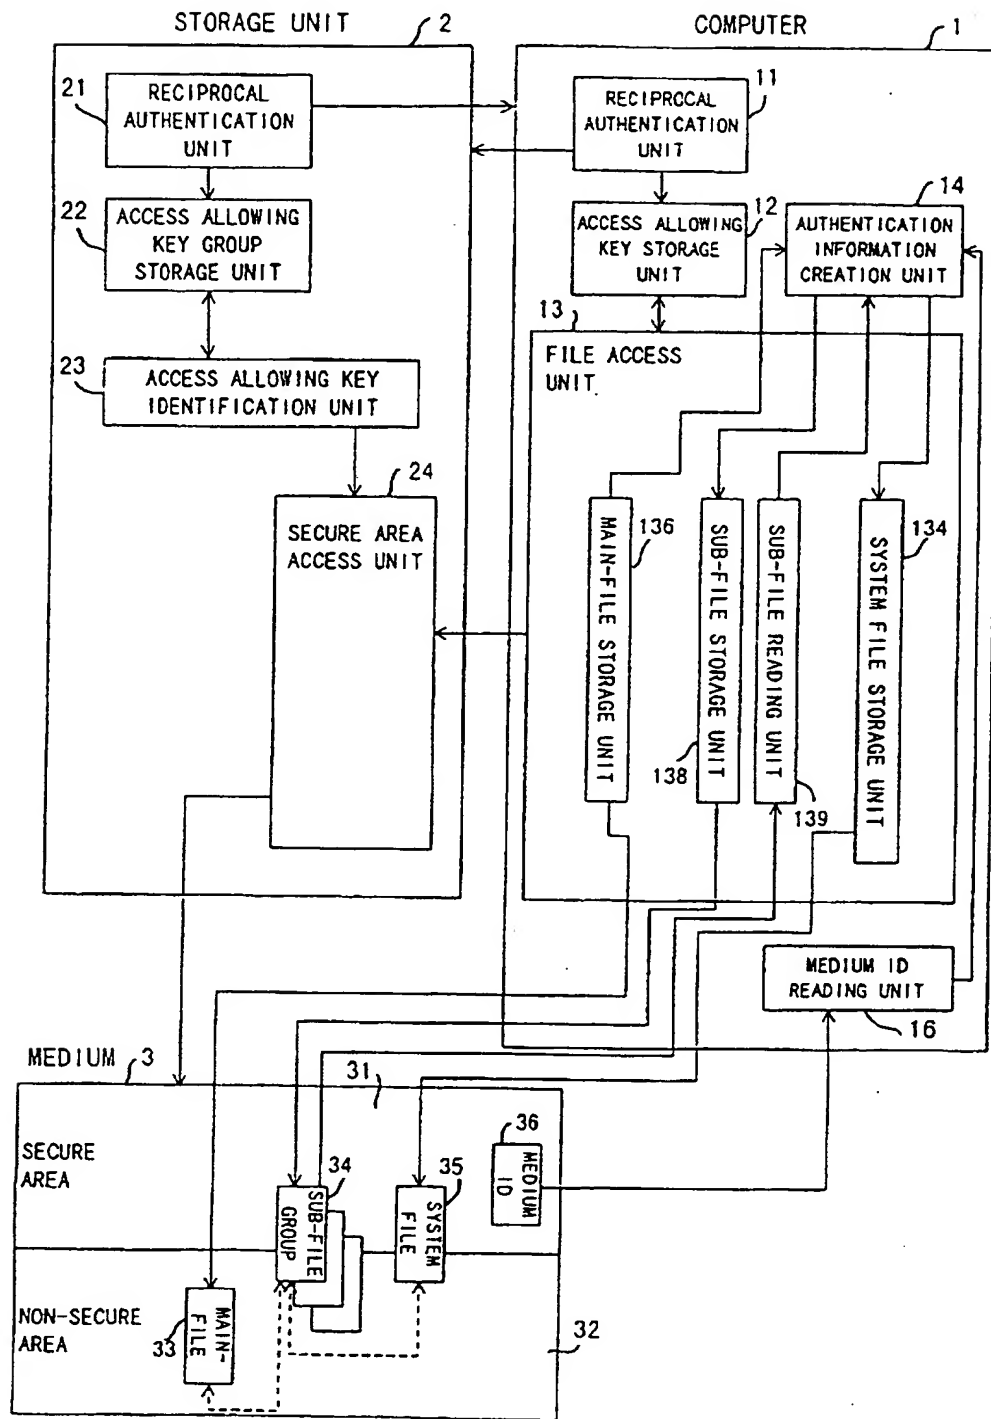 STORAGE UNIT
2
COMPUTER
1
21
RECIPROCAL
AUTHENTICATION
UNIT
11
RECIPROCAL
AUTHENTICATION
UNIT
22
ACCESS ALLOWING
KEY GROUP
STORAGE UNIT
12
ACCESS ALLOWING
KEY STORAGE
UNIT
14
AUTHENTICATION
INFORMATION
CREATION UNIT
13
FILE ACCESS
UNIT
23
ACCESS ALLOWING KEY
IDENTIFICATION UNIT
24
SECURE AREA
ACCESS UNIT
136
MAIN-FILE STORAGE UNIT
SUB-FILE STORAGE UNIT
138
SUB-FILE READING UNIT
139
134
SYSTEM FILE STORAGE UNIT
MEDIUM ID
READING UNIT
16
MEDIUM
3
31
SECURE
AREA
34
SUB-FILE
GROUP
35
SYSTEM
FILE
36
MEDIUM
ID
NON-SECURE
AREA
33
MAIN-
FILE
32